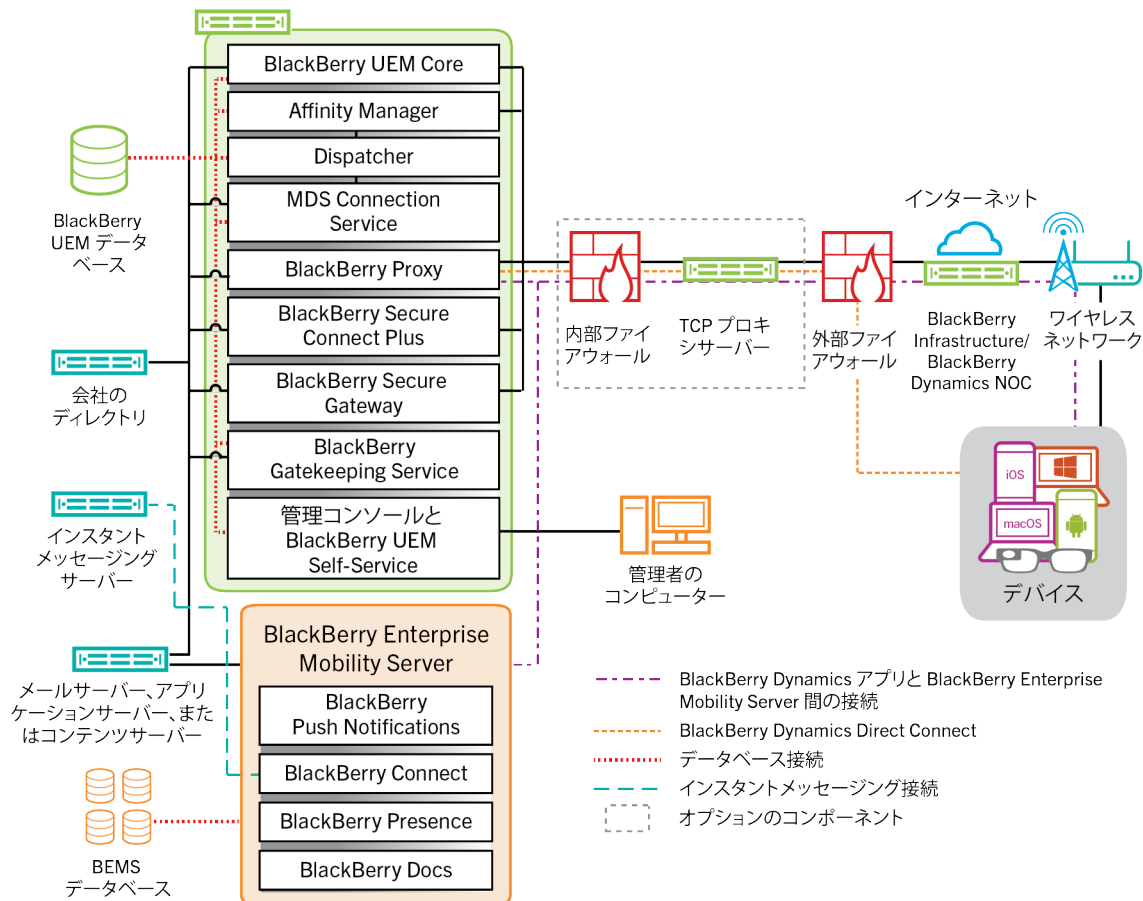 BlackBerry UEM Core
Affinity Manager
Dispatcher
MDS Connection
Service
BlackBerry Proxy
BlackBerry Secure
Connect Plus
BlackBerry Secure
Gateway
BlackBerry
Gatekeeping Service
管理コンソールと
BlackBerry UEM
Self-Service
BlackBerry
UEM データ
ベース
会社の
ディレクトリ
インスタント
メッセージング
サーバー
メールサーバー、アプリ
ケーションサーバー、また
はコンテンツサーバー
BEMS
データベース
BlackBerry Enterprise
Mobility Server
BlackBerry
Push Notifications
BlackBerry Connect
BlackBerry Presence
BlackBerry Docs
内部ファイ
アウォール
TCP プロキ
シサーバー
外部ファイ
アウォール
インターネット
BlackBerry
Infrastructure/
BlackBerry
Dynamics NOC
ワイヤレス
ネットワーク
iOS
macOS
デバイス
管理者の
コンピューター
BlackBerry Dynamics アプリと BlackBerry Enterprise
Mobility Server 間の接続
BlackBerry Dynamics Direct Connect
データベース接続
インスタントメッセージング接続
オプションのコンポーネント